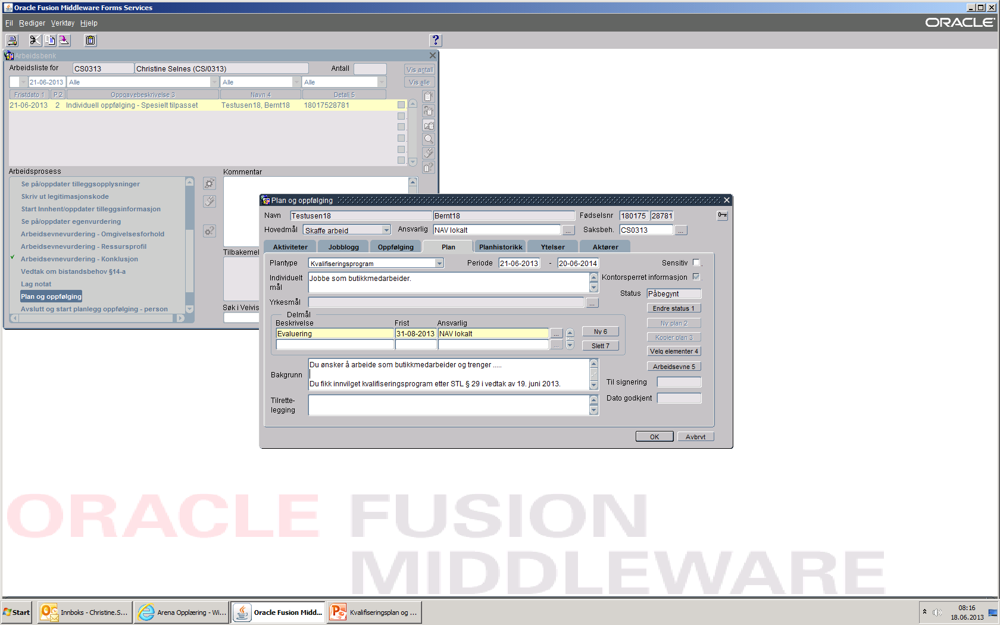 Oracle Fusion Middleware Forms Services
Fil Rediger Verktøy Hjelp
ORACLE
Arbeidsbenk
Arbeidsliste for CS0313 Christine Selnes (CS/0313) Antall Vis antall
21-06-2013 Alle Alle Alle Vis alle
Fristdato 1 P 2 Oppgavebeskrivelse 3 Navn 4 Detalj 5
21-06-2013 2 Individuell oppfølging - Spesielt tilpasset Testusen18, Bernt18 18017528781
Arbeidsprosess
Se på/oppdater tilleggsopplysninger
Skriv ut legitimasjonskode
Start Innhent/oppdater tilleggsinformasjon
Se på/oppdater egenvurdering
Arbeidsevnevurdering - Omgivelsesforhold
Arbeidsevnevurdering - Ressursprofil
Arbeidsevnevurdering - Konklusjon
Vedtak om bistandsbehov §14-a
Lag notat
Plan og oppfølging
Avslutt og start planlegg oppfølging - person
Kommentar
Tilbakemel
Søk i Veivis
Plan og oppfølging
Navn Testusen18 Bernt18 Fødselsnr 180175 28781
Hovedmål Skaffe arbeid Ansvarlig NAV lokalt ... Saksbeh. CS0313 ...
Aktiviteter Jobblogg Oppfølging Plan Planhistorikk Ytelser Aktører
Plantype Kvalifiseringsprogram Periode 21-06-2013 - 20-06-2014 Sensitiv
Individuelt mål Jobbe som butikkmedarbeider. Kontorsperret informasjon
Status Påbegynt
Yrkesmål ...
Endre status 1
Delmål
Beskrivelse Frist Ansvarlig
Evaluering 31-08-2013 NAV lokalt ... Ny 6
... Slett 7
Ny plan 2
Kopier plan 3
Velg elementer 4
Arbeidsevne 5
Bakgrunn
Du ønsker å arbeide som butikkmedarbeider og trenger .....
Du fikk innvilget kvalifiseringsprogram etter STL § 29 i vedtak av 19. juni 2013.
Til signering
Dato godkjent
Tilrette-
legging
OK Avbryt
ORACLE FUSION
MIDDLEWARE
Start Innboks - Christine.S... Arena Opplæring - Wi... Oracle Fusion Midd... Kvalifiseringsplan og ...
08:16
18.06.2013